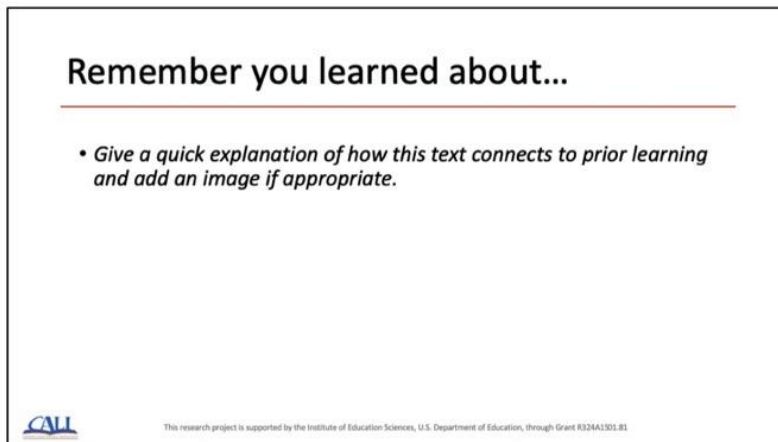 Remember you learned about...
• Give a quick explanation of how this text connects to prior learning
and add an image if appropriate.
CALL
This research project is supported by the Institute of Education Sciences, U.S. Department of Education, through Grant R324A1501.81